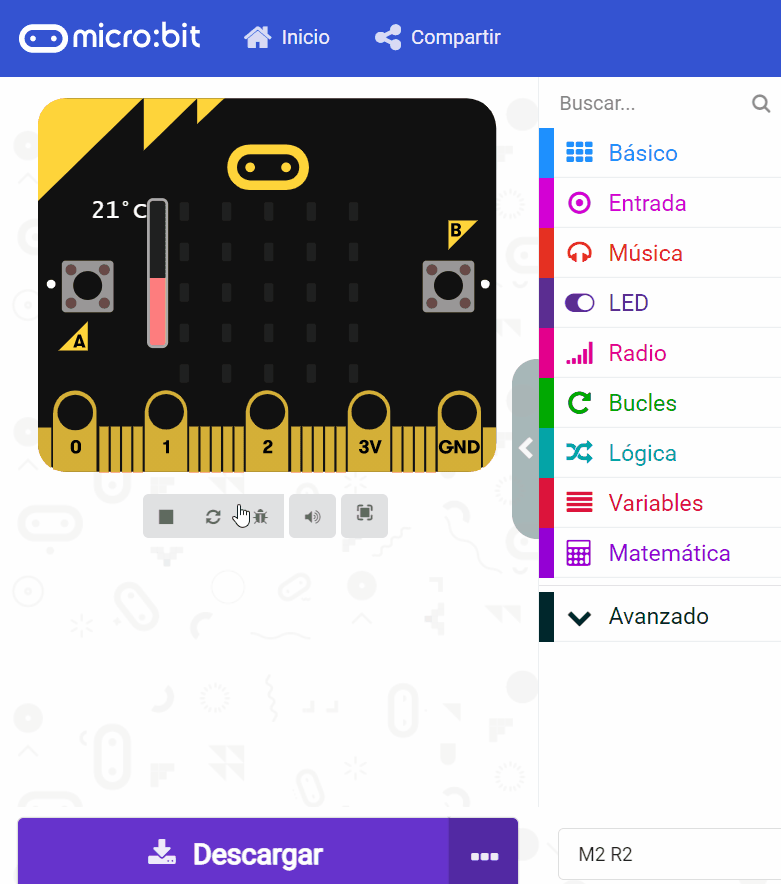 micro:bit Inicio Compartir
Buscar...
Básico
Entrada
21°C
B
Música
LED
A
Radio
Bucles
0 1 2 3V GND
Lógica
Variables
Matemática
Avanzado
Descargar
M2 R2